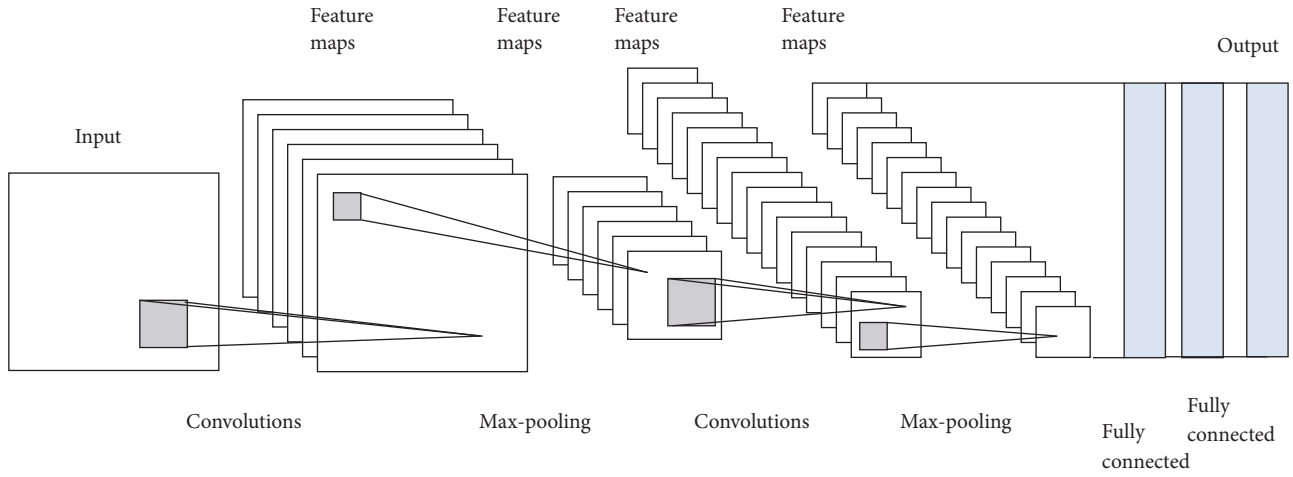 Feature
maps
Feature
maps
Feature
maps
Feature
maps
Output
Input
Convolutions
Max-pooling
Convolutions
Max-pooling
Fully
connected
Fully
connected